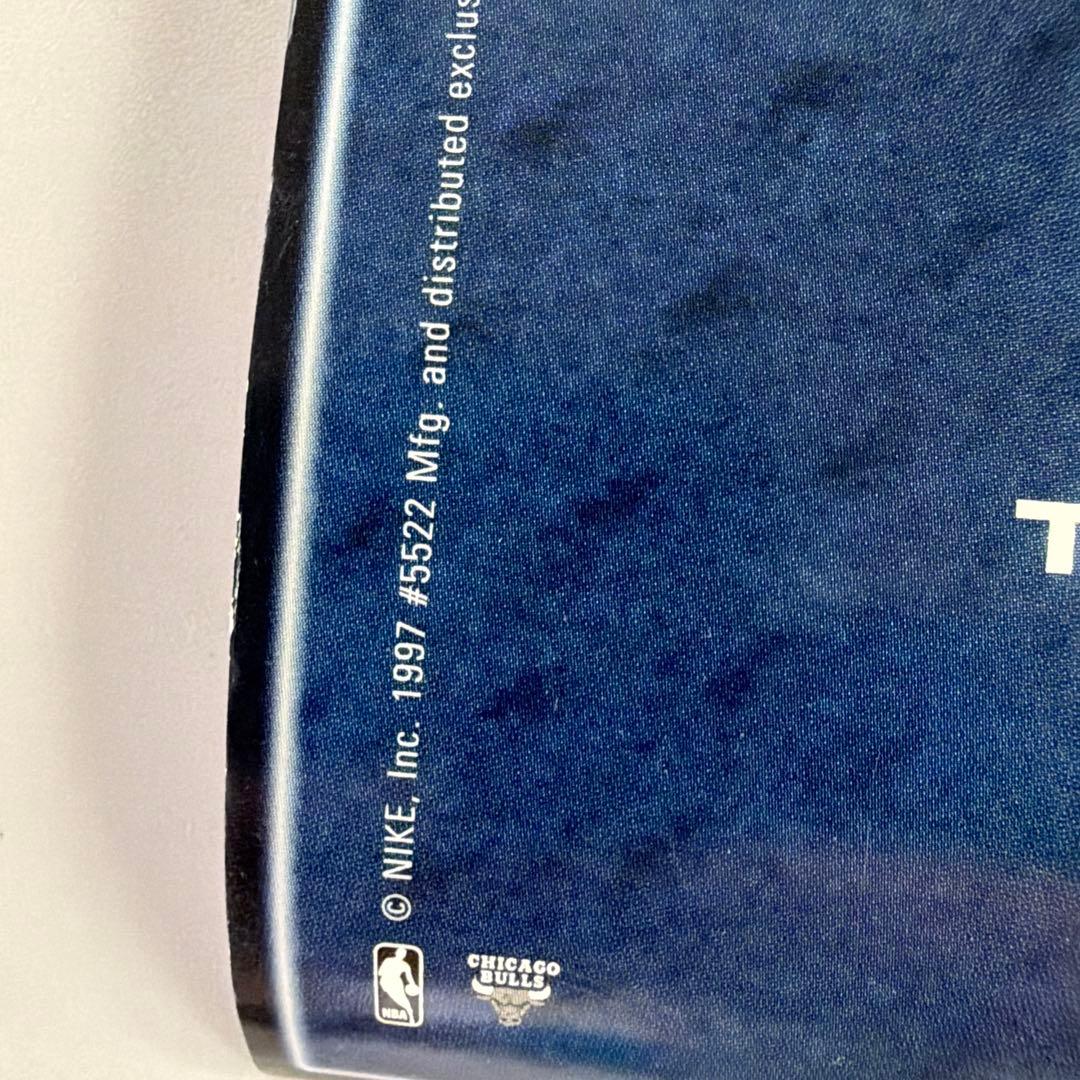 © NIKE, Inc. 1997 #5522 Mfg. and distributed exclus
T
NBA
CHICAGO
BULLS